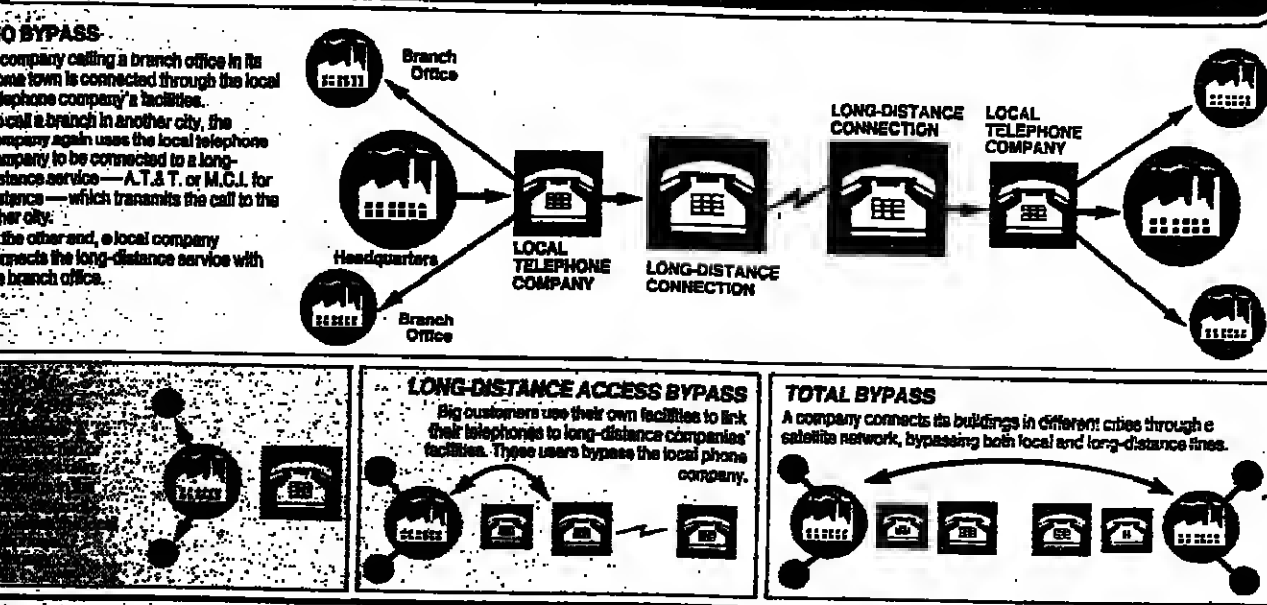 O BYPASS
company calling a branch office in its
ome town is connected through the local
elephone company's facilities.
o call a branch in another city, the
ompany again uses the local telephone
ompany to be connected to a long-
stance service — A.T.& T. or M.C.I. for
stance — which transmits the call to the
her city.
the other end, a local company
nnects the long-distance service with
e branch office.
Branch
Office
Headquarters
Branch
Office
LOCAL
TELEPHONE
COMPANY
LONG-DISTANCE
CONNECTION
LONG-DISTANCE
CONNECTION
LOCAL
TELEPHONE
COMPANY
LONG-DISTANCE ACCESS BYPASS
Big customers use their own facilities to link
their telephones to long-distance companies'
facilities. These users bypass the local phone
company.
TOTAL BYPASS
A company connects its buildings in different cities through a
satellite network, bypassing both local and long-distance lines.